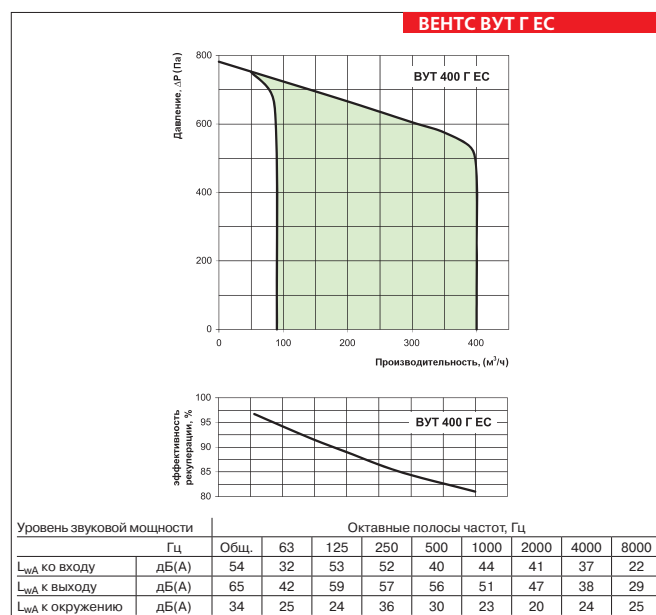 ВЕНТС ВУТ Г ЕС
Давление, ΔP (Па)
800
600
400
200
0
ВУТ 400 Г ЕС
0 100 200 300 400
Производительность, (м³/ч)
эффективность
рекуперации, %
100
95
90
85
80
ВУТ 400 Г ЕС
Уровень звуковой мощности Октавные полосы частот, Гц
Гц Общ. 63 125 250 500 1000 2000 4000 8000
LwA ко входу дБ(А) 54 32 53 52 40 44 41 37 22
LwA к выходу дБ(А) 65 42 59 57 56 51 47 38 29
LwA к окружению дБ(А) 34 25 24 36 30 23 20 24 25